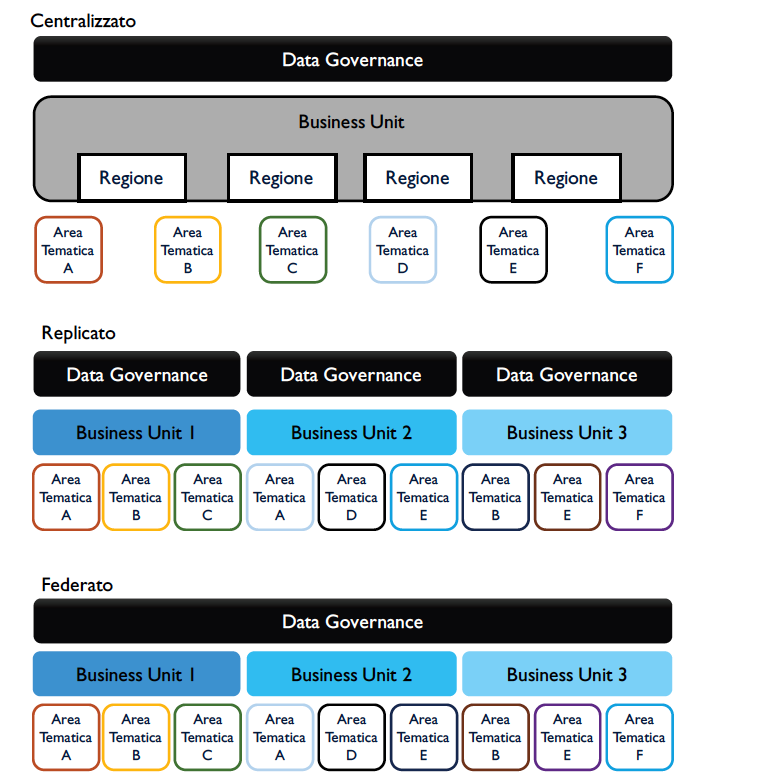 Centralizzato
Data Governance
Business Unit
Regione Regione Regione Regione
Area Area Area Area Area Area
Tematica Tematica Tematica Tematica Tematica Tematica
A B C D E F
Replicato
Data Governance Data Governance Data Governance
Business Unit 1 Business Unit 2 Business Unit 3
Area Area Area Area Area Area Area Area Area
Tematica Tematica Tematica Tematica Tematica Tematica Tematica Tematica Tematica
A B C A D E B E F
Federato
Data Governance
Business Unit 1 Business Unit 2 Business Unit 3
Area Area Area Area Area Area Area Area Area
Tematica Tematica Tematica Tematica Tematica Tematica Tematica Tematica Tematica
A B C A D E B E F